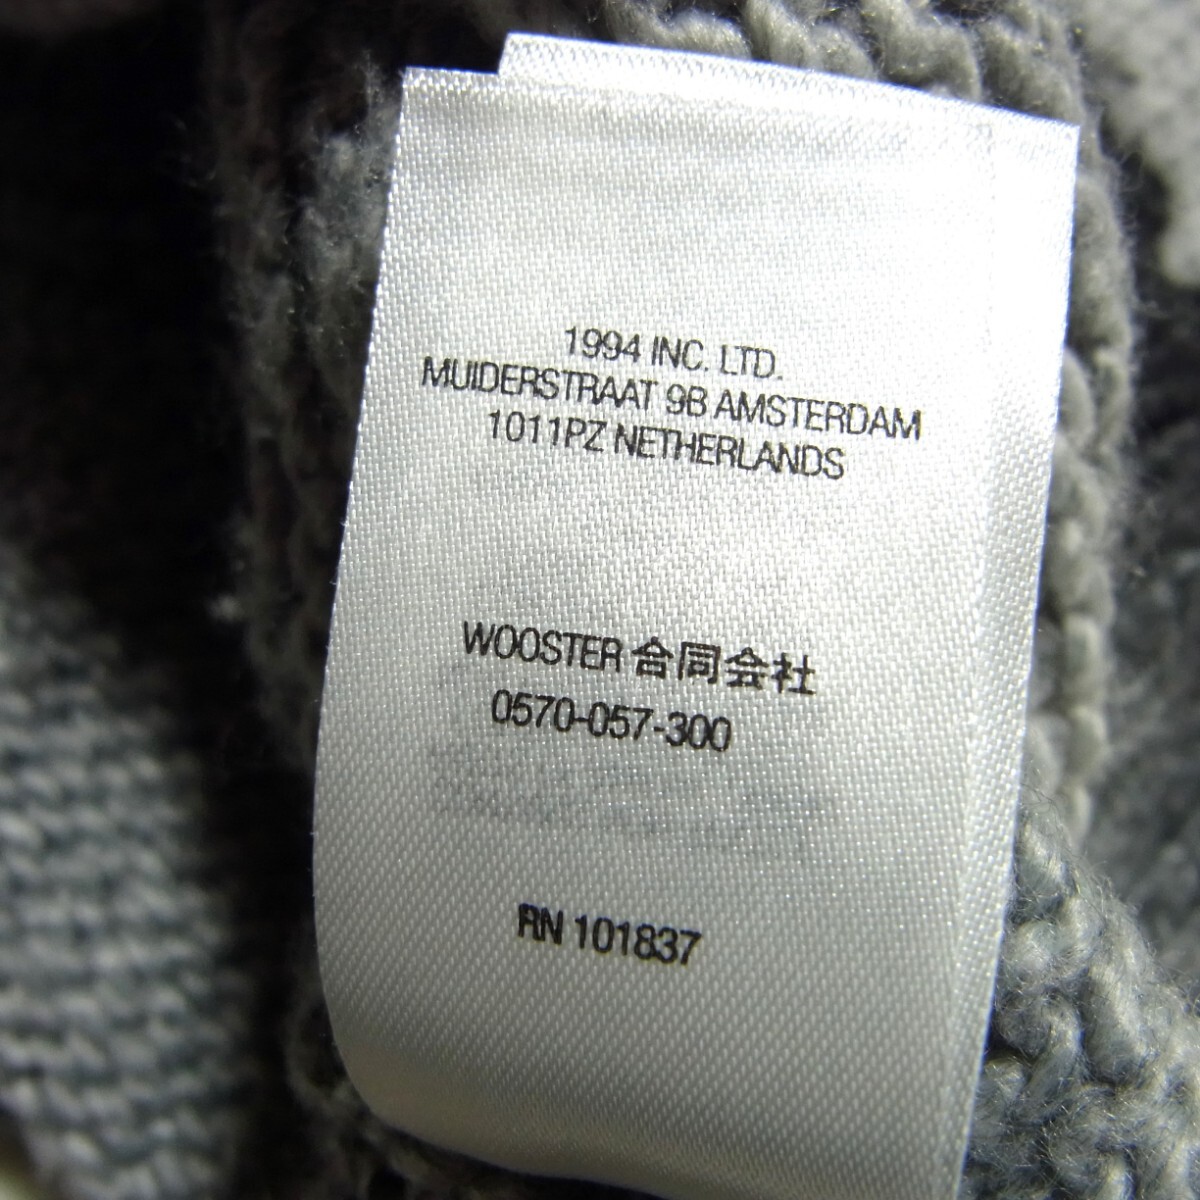 1994 INC. LTD.
MUIDERSTRAAT 9B AMSTERDAM
1011PZ NETHERLANDS
WOOSTER 合同会社
0570-057-300
RN 101837